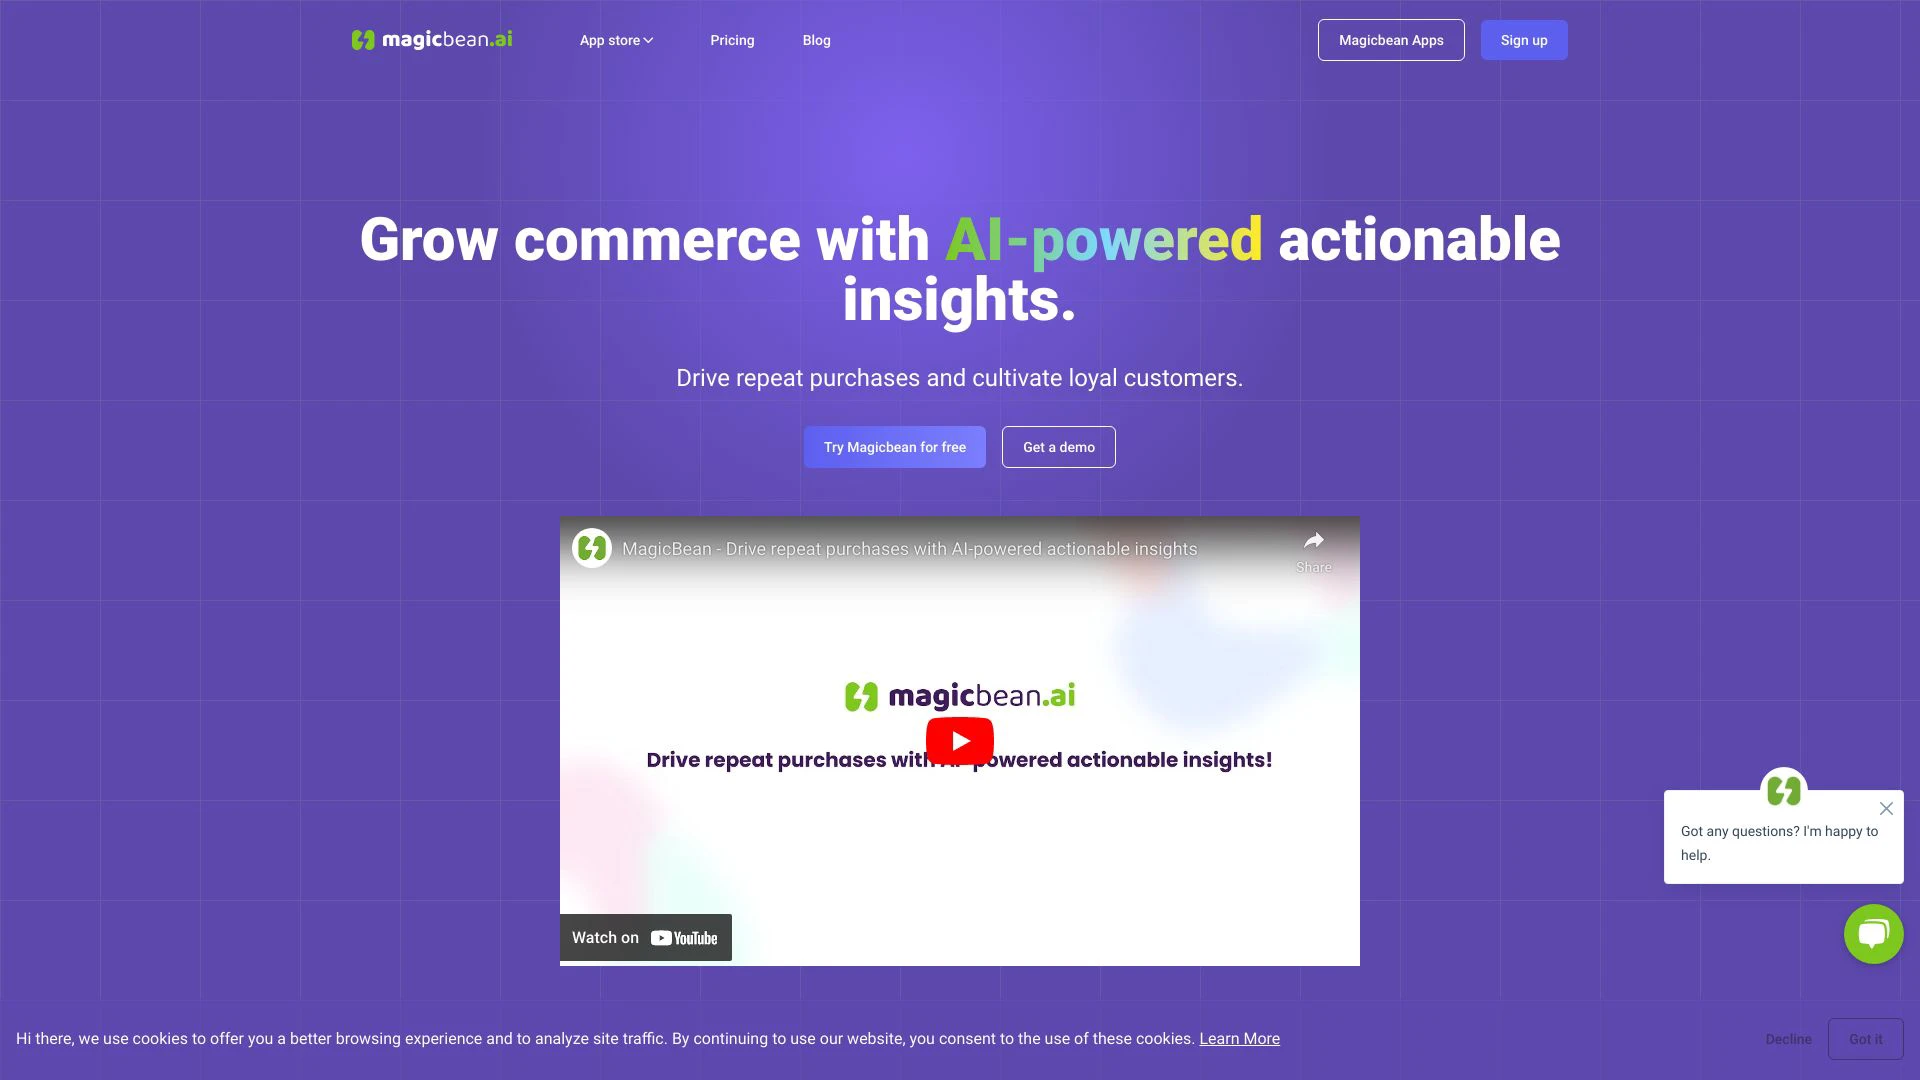 magicbean.ai
App store
Pricing
Blog
Magicbean Apps
Sign up
Grow commerce with AI-powered actionable
insights.
Drive repeat purchases and cultivate loyal customers.
Try Magicbean for free
Get a demo
MagicBean - Drive repeat purchases with AI-powered actionable insights
Share
magicbean.ai
Drive repeat purchases with AI-powered actionable insights!
Watch on YouTube
Got any questions? I'm happy to
help.
Hi there, we use cookies to offer you a better browsing experience and to analyze site traffic. By continuing to use our website, you consent to the use of these cookies. Learn More
Decline
Got it